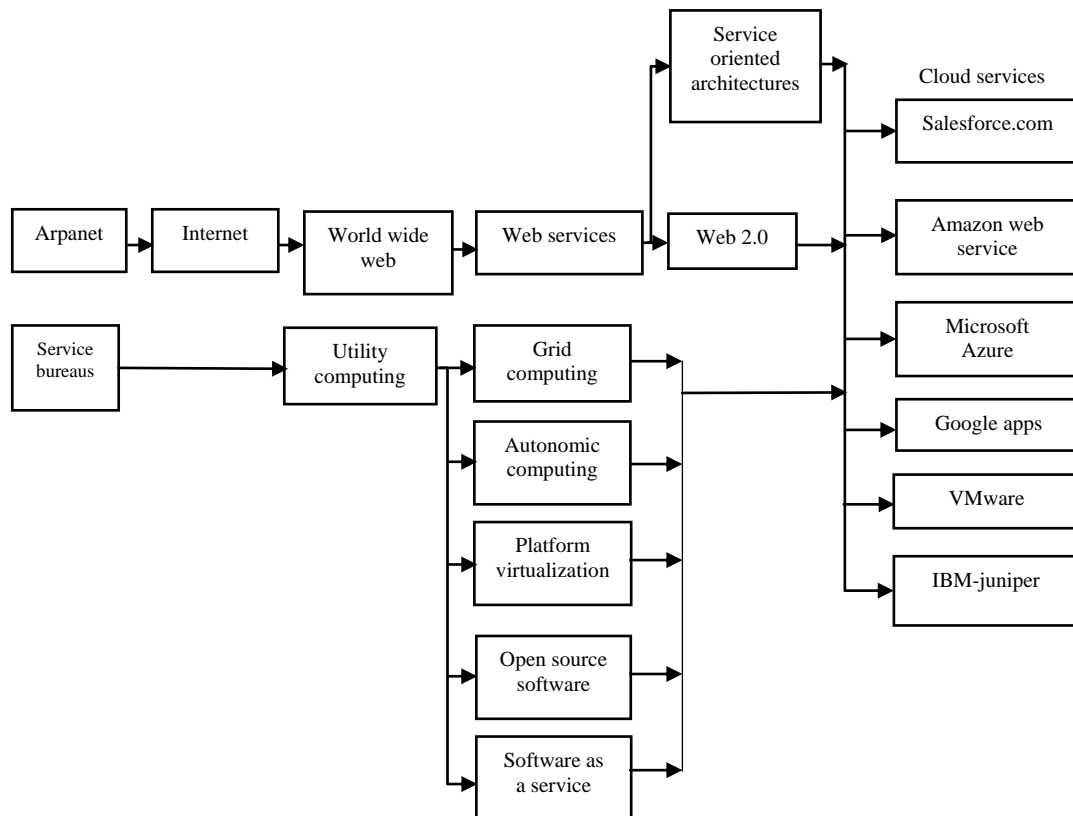 Service
oriented
architectures
Cloud services
Salesforce.com
Arpanet
Internet
World wide
web
Web services
Web 2.0
Amazon web
service
Service
bureaus
Utility
computing
Grid
computing
Microsoft
Azure
Autonomic
computing
Google apps
Platform
virtualization
VMware
IBM-juniper
Open source
software
Software as
a service